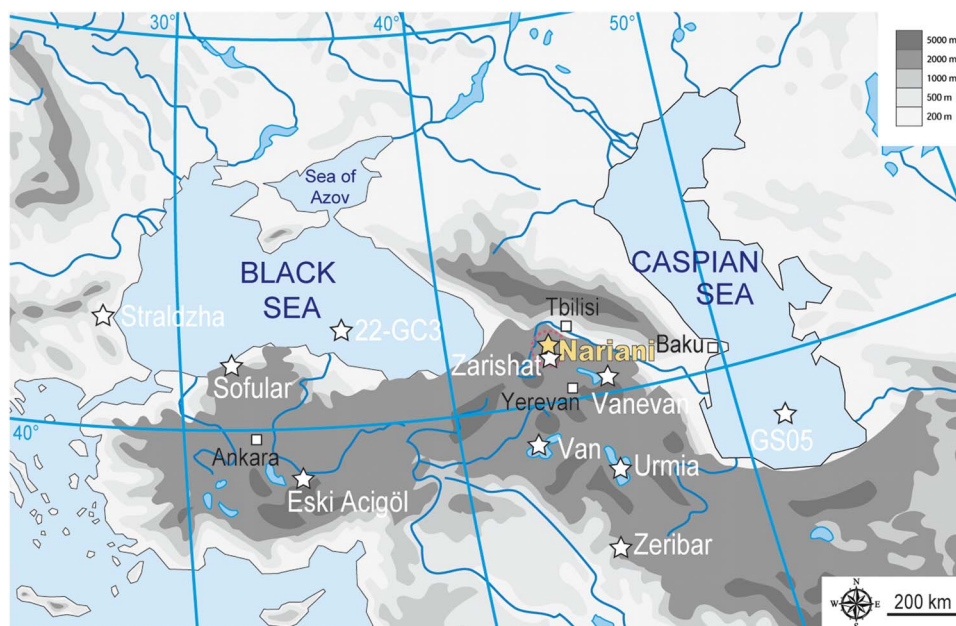 30°
40°
50°
5000 m
2000 m
1000 m
500 m
200 m
Sea of
Azov
BLACK
SEA
CASPIAN
SEA
Straldzha
22-GC3
Tbilisi
Nariani
Baku
Zarishat
Sofular
Yerevan
Vanevan
40°
Ankara
GS05
Van
Urmia
Eski Acigöl
Zeribar
N
W
E
S
200 km